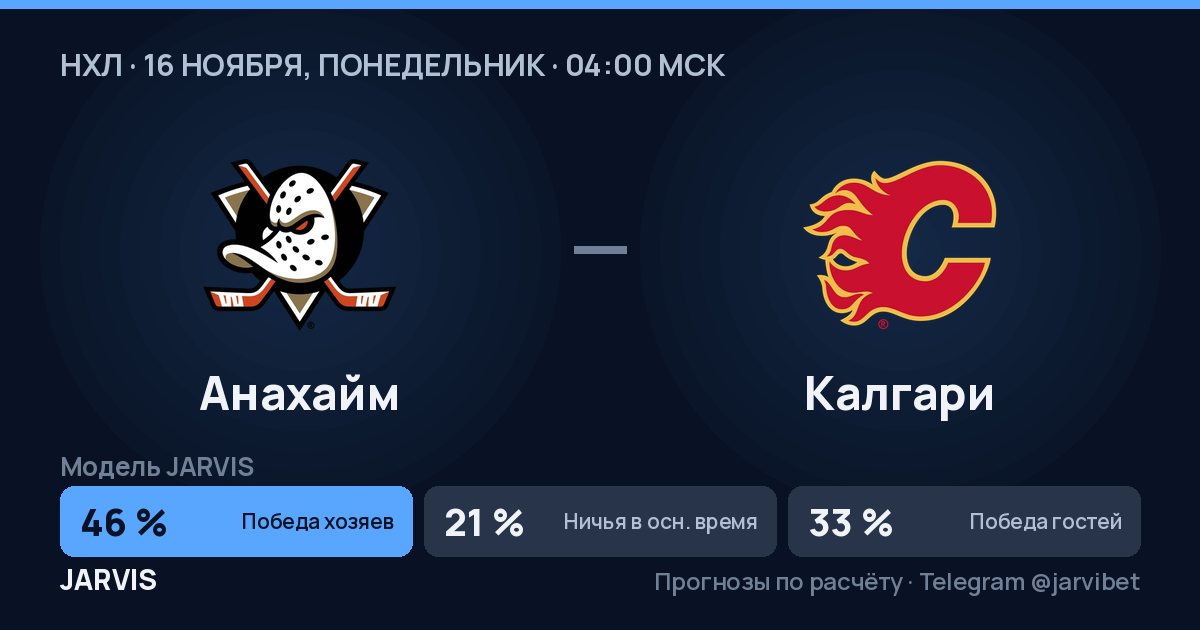 НХЛ · 16 НОЯБРЯ, ПОНЕДЕЛЬНИК · 04:00 МСК
Анахайм — Калгари
Модель JARVIS
46 % Победа хозяев 21 % Ничья в осн. время 33 % Победа гостей
JARVIS Прогнозы по расчёту · Telegram @jarvibet